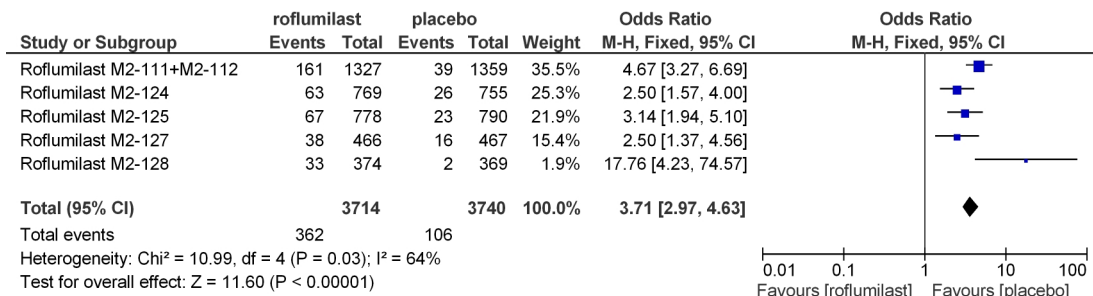 roflumilast placebo Odds Ratio Odds Ratio
Study or Subgroup Events Total Events Total Weight M-H, Fixed, 95% CI M-H, Fixed, 95% CI
Roflumilast M2-111+M2-112 161 1327 39 1359 35.5% 4.67 [3.27, 6.69]
Roflumilast M2-124 63 769 26 755 25.3% 2.50 [1.57, 4.00]
Roflumilast M2-125 67 778 23 790 21.9% 3.14 [1.94, 5.10]
Roflumilast M2-127 38 466 16 467 15.4% 2.50 [1.37, 4.56]
Roflumilast M2-128 33 374 2 369 1.9% 17.76 [4.23, 74.57]
Total (95% CI) 3714 3740 100.0% 3.71 [2.97, 4.63]
Total events 362 106
Heterogeneity: Chi² = 10.99, df = 4 (P = 0.03); I² = 64%
Test for overall effect: Z = 11.60 (P < 0.00001)
0.01 0.1 1 10 100
Favours [roflumilast] Favours [placebo]